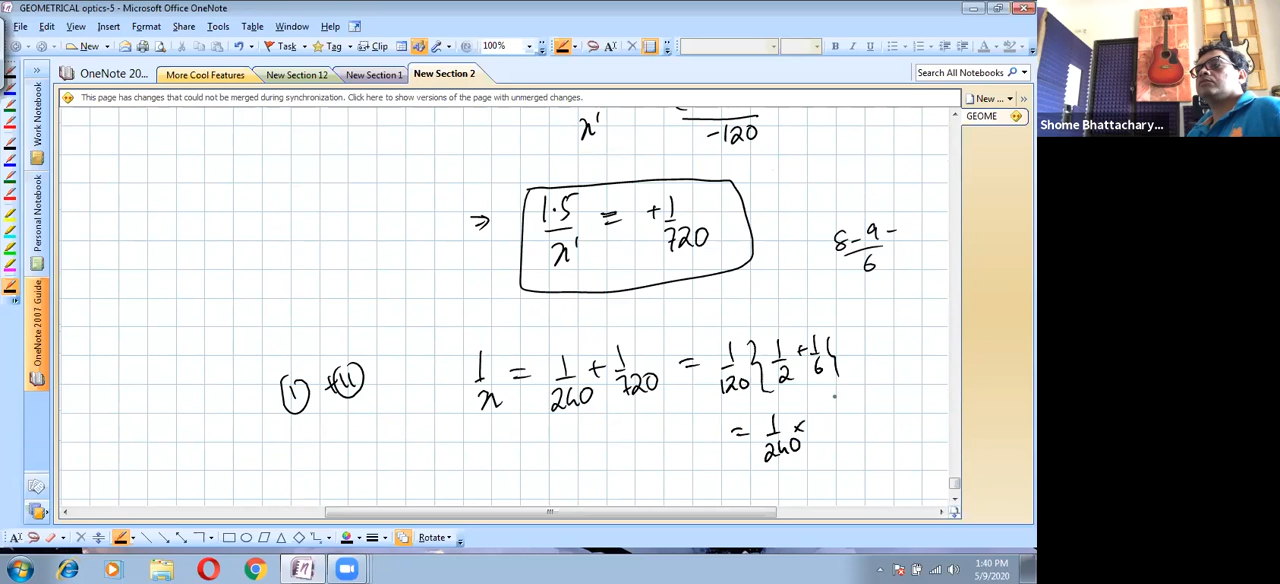 GEOMETRICAL optics-5 - Microsoft Office OneNote
File Edit View Insert Format Share Tools Table Window Help
New Task Tag Clip 100% B I U
OneNote 20... More Cool Features New Section 12 New Section 1 New Section 2 Search All Notebooks
This page has changes that could not be merged during synchronization. Click here to show versions of the page with unmerged changes.
New ...
GEOME
Work Notebook
Personal Notebook
OneNote 2007 Guide
Shome Bhattachary...
x' -120
⇒ 1.5/x' = +1/720
8-9-/6
(i) + (ii) 1/x = 1/240 + 1/720 = 1/120 {1/2 + 1/6}
= 1/240 ×
Rotate
1:40 PM
5/9/2020